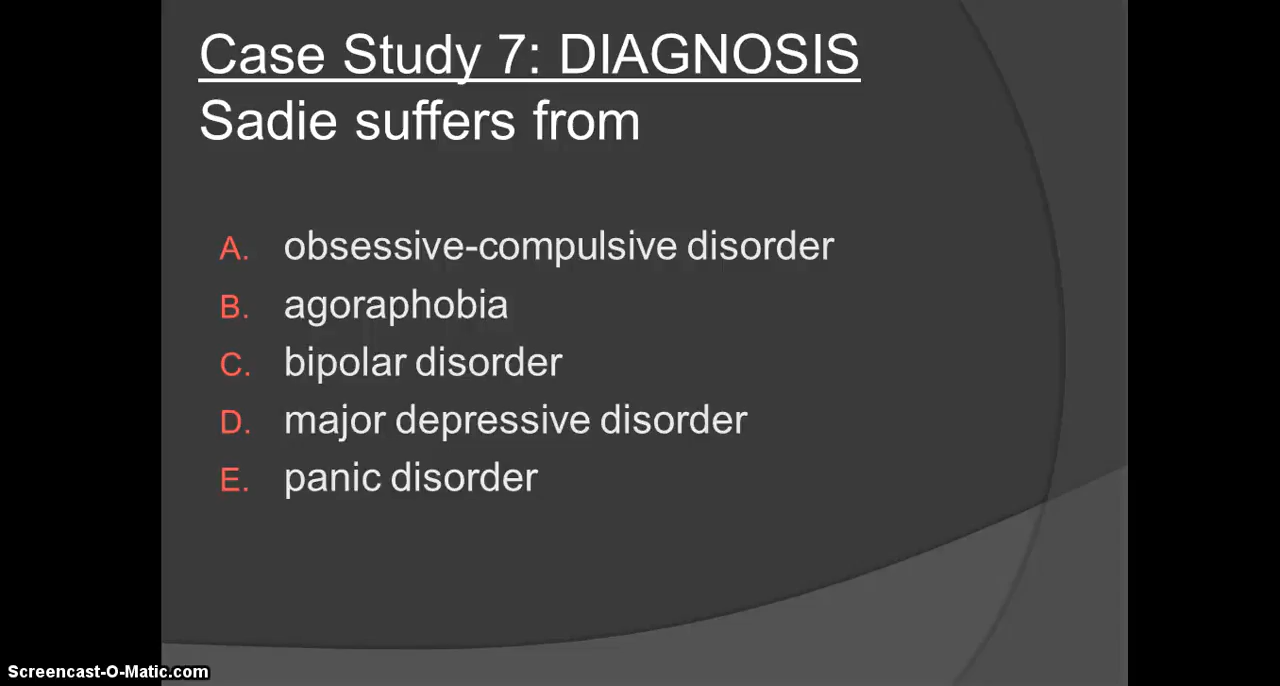 Case Study 7: DIAGNOSIS
Sadie suffers from
A. obsessive-compulsive disorder
B. agoraphobia
C. bipolar disorder
D. major depressive disorder
E. panic disorder
Screencast-O-Matic.com